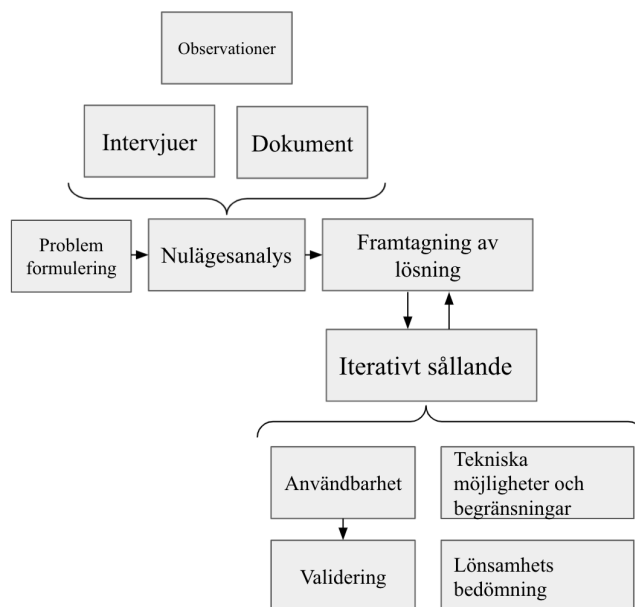 Observationer
Intervjuer
Dokument
Problem
formulering
Nulägesanalys
Framtagning av
lösning
Iterativt sållande
Användbarhet
Tekniska
möjligheter och
begränsningar
Validering
Lönsamhets
bedömning